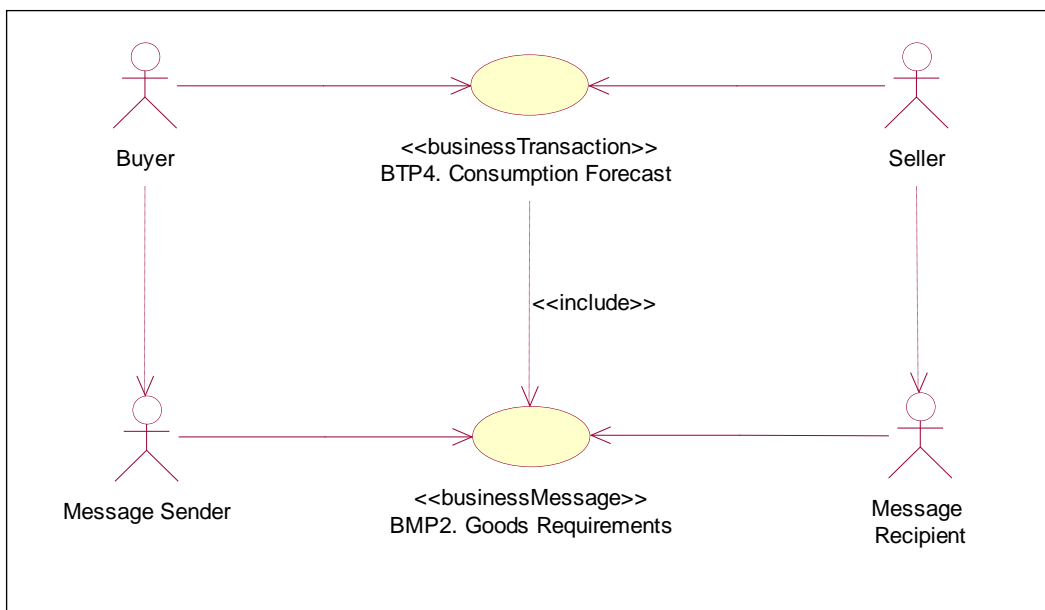 <<businessTransaction>>
BTP4. Consumption Forecast
Buyer
Seller
<<include>>
<<businessMessage>>
BMP2. Goods Requirements
Message Sender
Message
Recipient